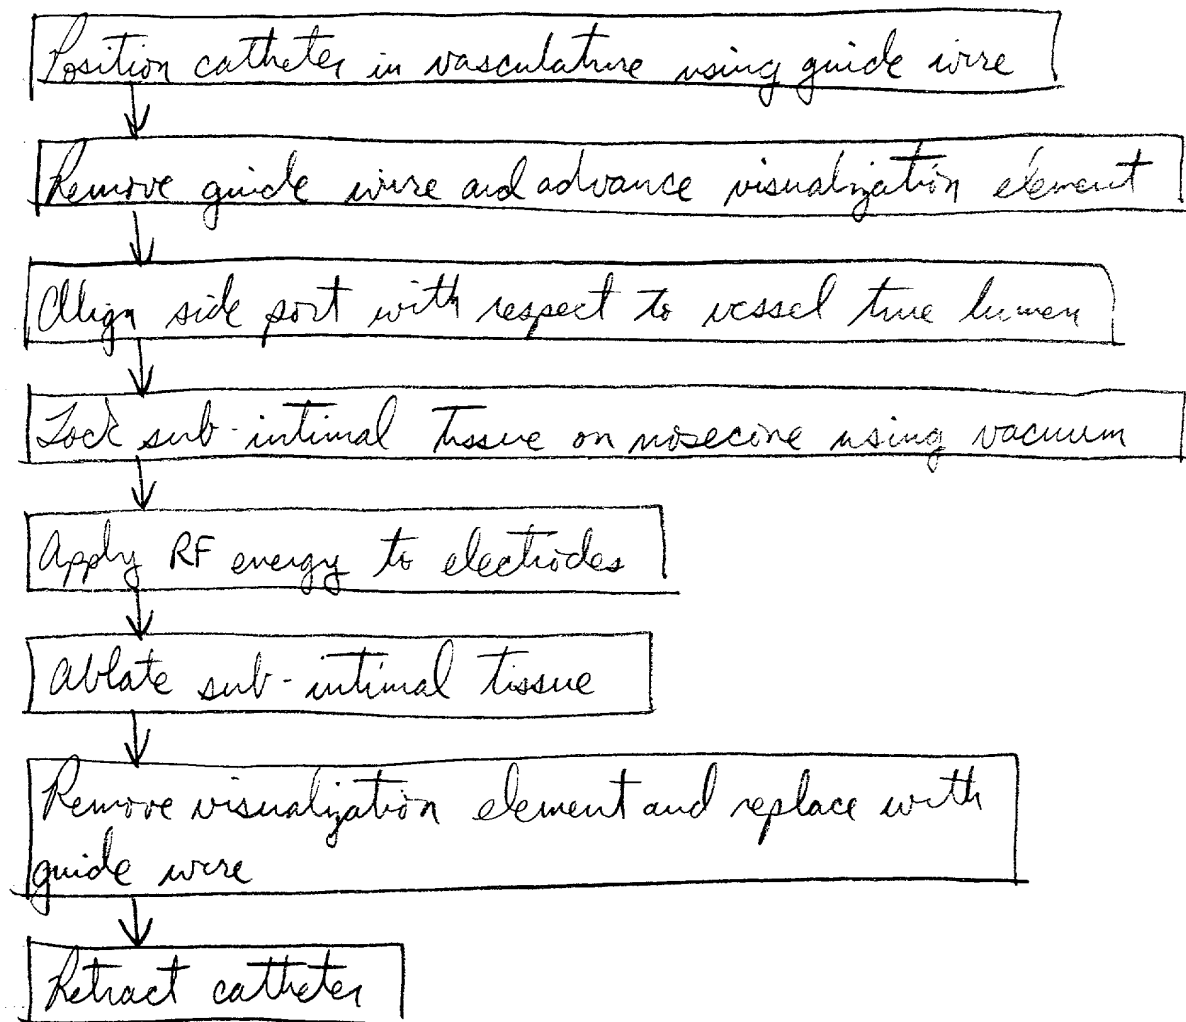 Position catheter in vasculature using guide wire
Remove guide wire and advance visualization element
Align side port with respect to vessel true lumen
Lock sub-intimal tissue on nosecone using vacuum
Apply RF energy to electrodes
Ablate sub-intimal tissue
Remove visualization element and replace with
guide wire
Retract catheter